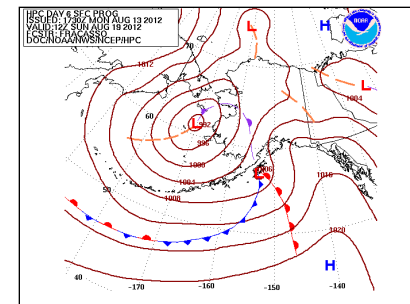 HPC DAY 6 SFC PROG
ISSUED: 1730Z MON AUG 13 2012
VALID: 12Z SUN AUG 19 2012
FCSTR: FRACASSO
DOC/NOAA/NWS/NCEP/HPC
H
NOAA
L
70
1012
L
1004
60
L
992
996
1000
1004
1008
L
1006
1016
50
1020
H
40
-170
-160
-150
-140